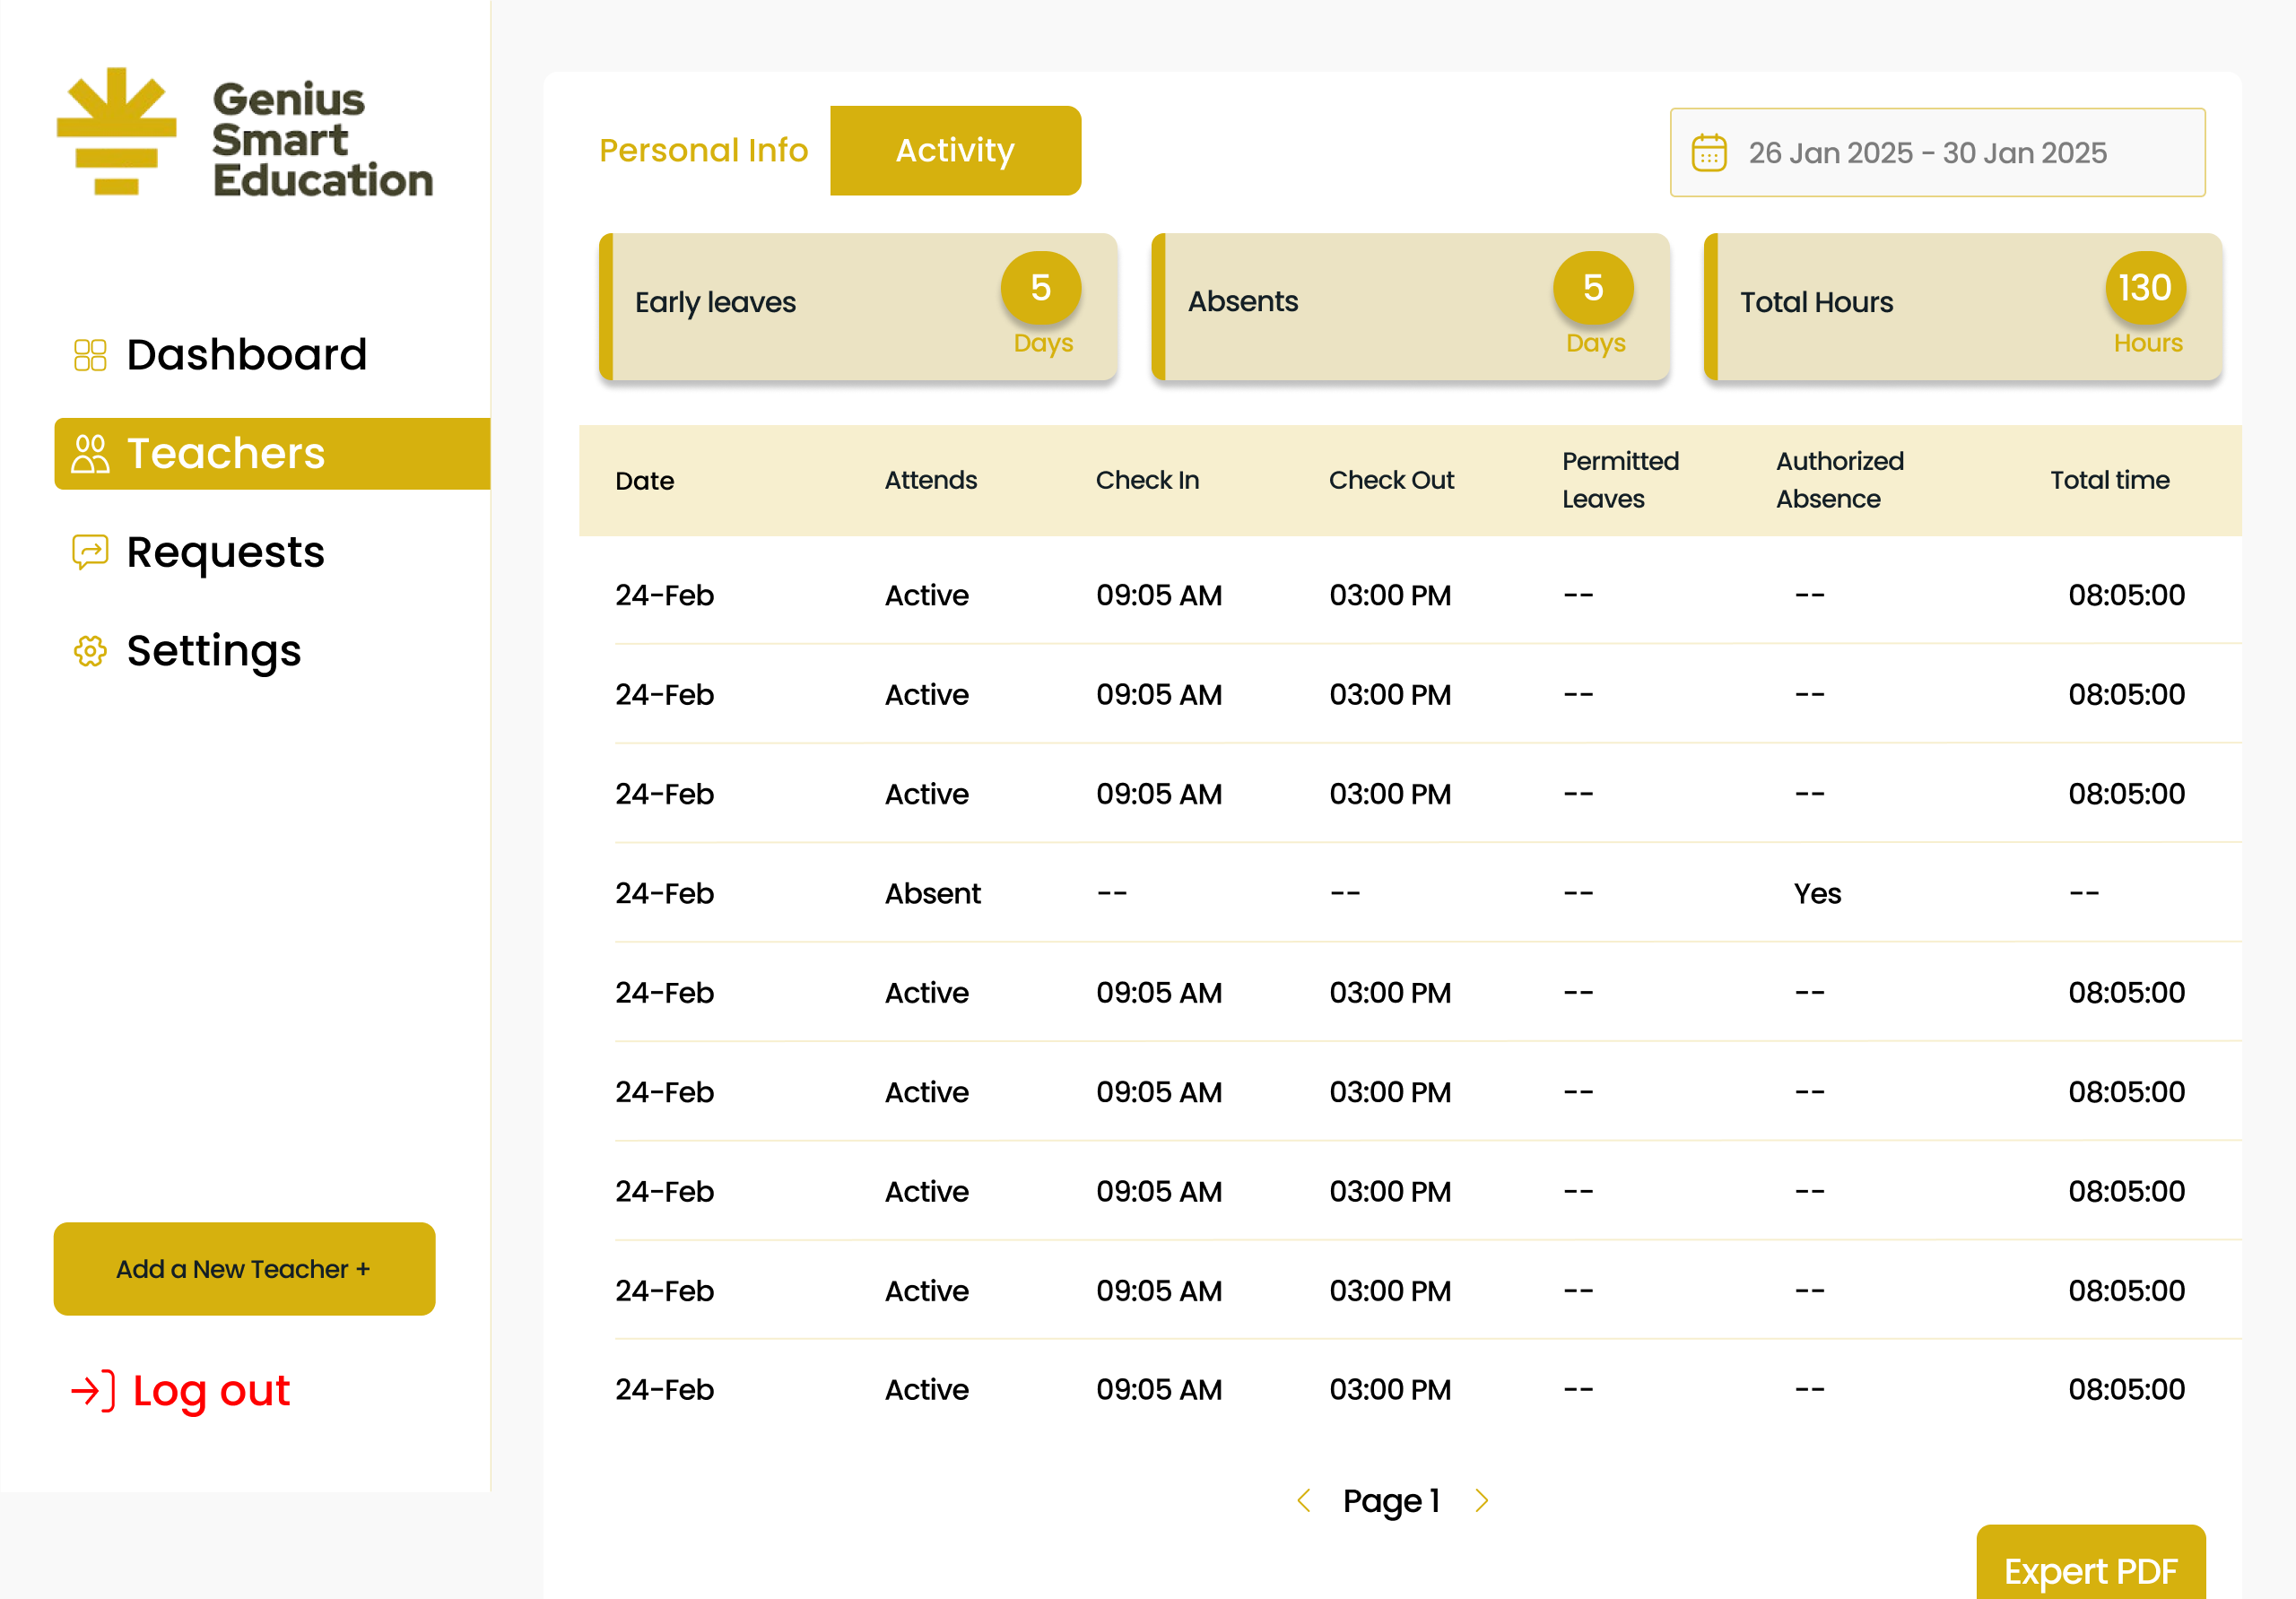 Genius
Smart
Education
Dashboard
Teachers
Requests
Settings
Add a New Teacher +
Log out
Personal Info
Activity
26 Jan 2025 - 30 Jan 2025
Early leaves
5
Days
Absents
5
Days
Total Hours
130
Hours
Date Attends Check In Check Out Permitted Leaves Authorized Absence Total time
24-Feb Active 09:05 AM 03:00 PM -- -- 08:05:00
24-Feb Active 09:05 AM 03:00 PM -- -- 08:05:00
24-Feb Active 09:05 AM 03:00 PM -- -- 08:05:00
24-Feb Absent -- -- -- Yes --
24-Feb Active 09:05 AM 03:00 PM -- -- 08:05:00
24-Feb Active 09:05 AM 03:00 PM -- -- 08:05:00
24-Feb Active 09:05 AM 03:00 PM -- -- 08:05:00
24-Feb Active 09:05 AM 03:00 PM -- -- 08:05:00
24-Feb Active 09:05 AM 03:00 PM -- -- 08:05:00
Page 1
Expert PDF